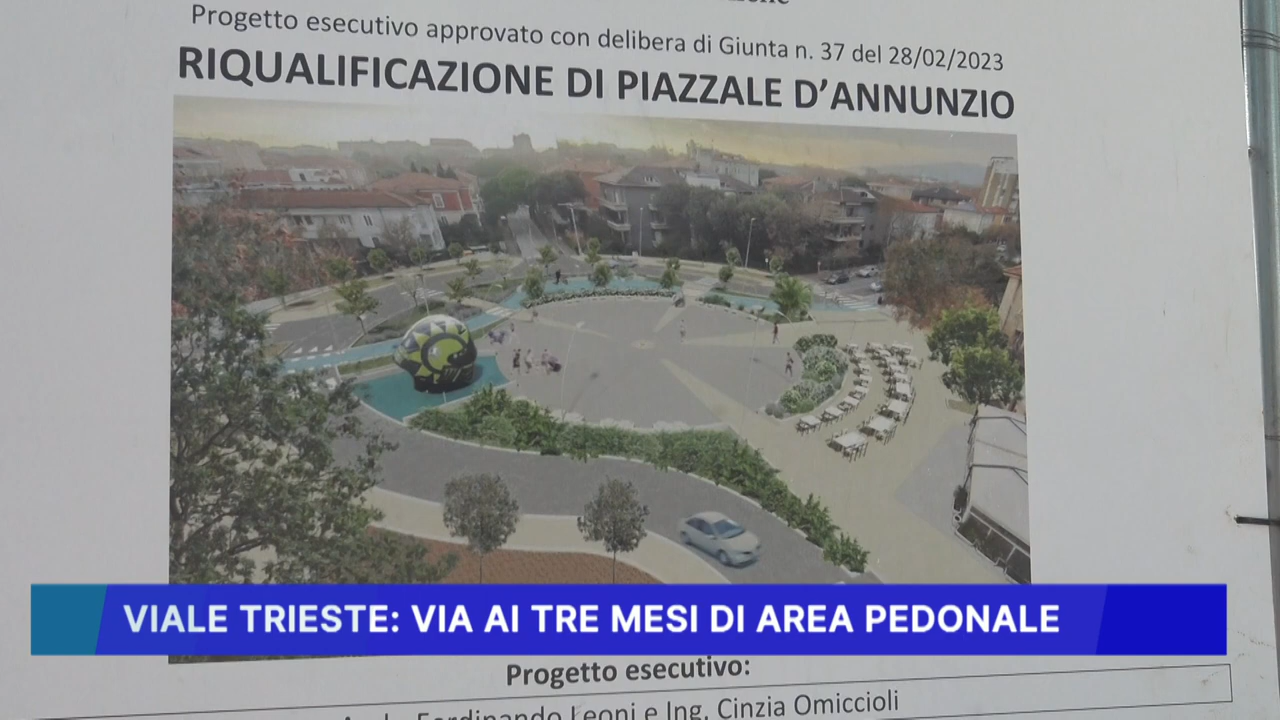 Progetto esecutivo approvato con delibera di Giunta n. 37 del 28/02/2023
RIQUALIFICAZIONE DI PIAZZALE D'ANNUNZIO
VIALE TRIESTE: VIA AI TRE MESI DI AREA PEDONALE
Progetto esecutivo:
Ferdinando Leoni e Ing. Cinzia Omiccioli